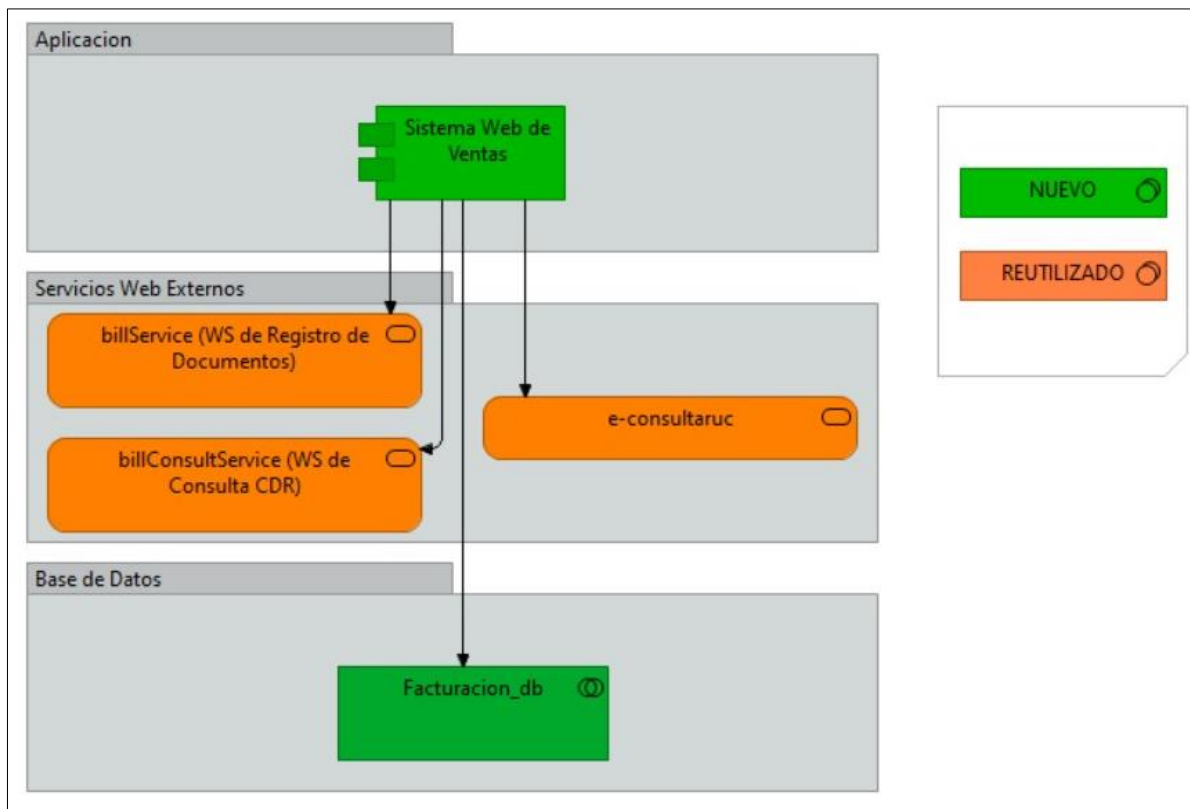 Aplicacion
Sistema Web de
Ventas
NUEVO
REUTILIZADO
Servicios Web Externos
billService (WS de Registro de
Documentos)
e-consultaruc
billConsultService (WS de
Consulta CDR)
Base de Datos
Facturacion_db